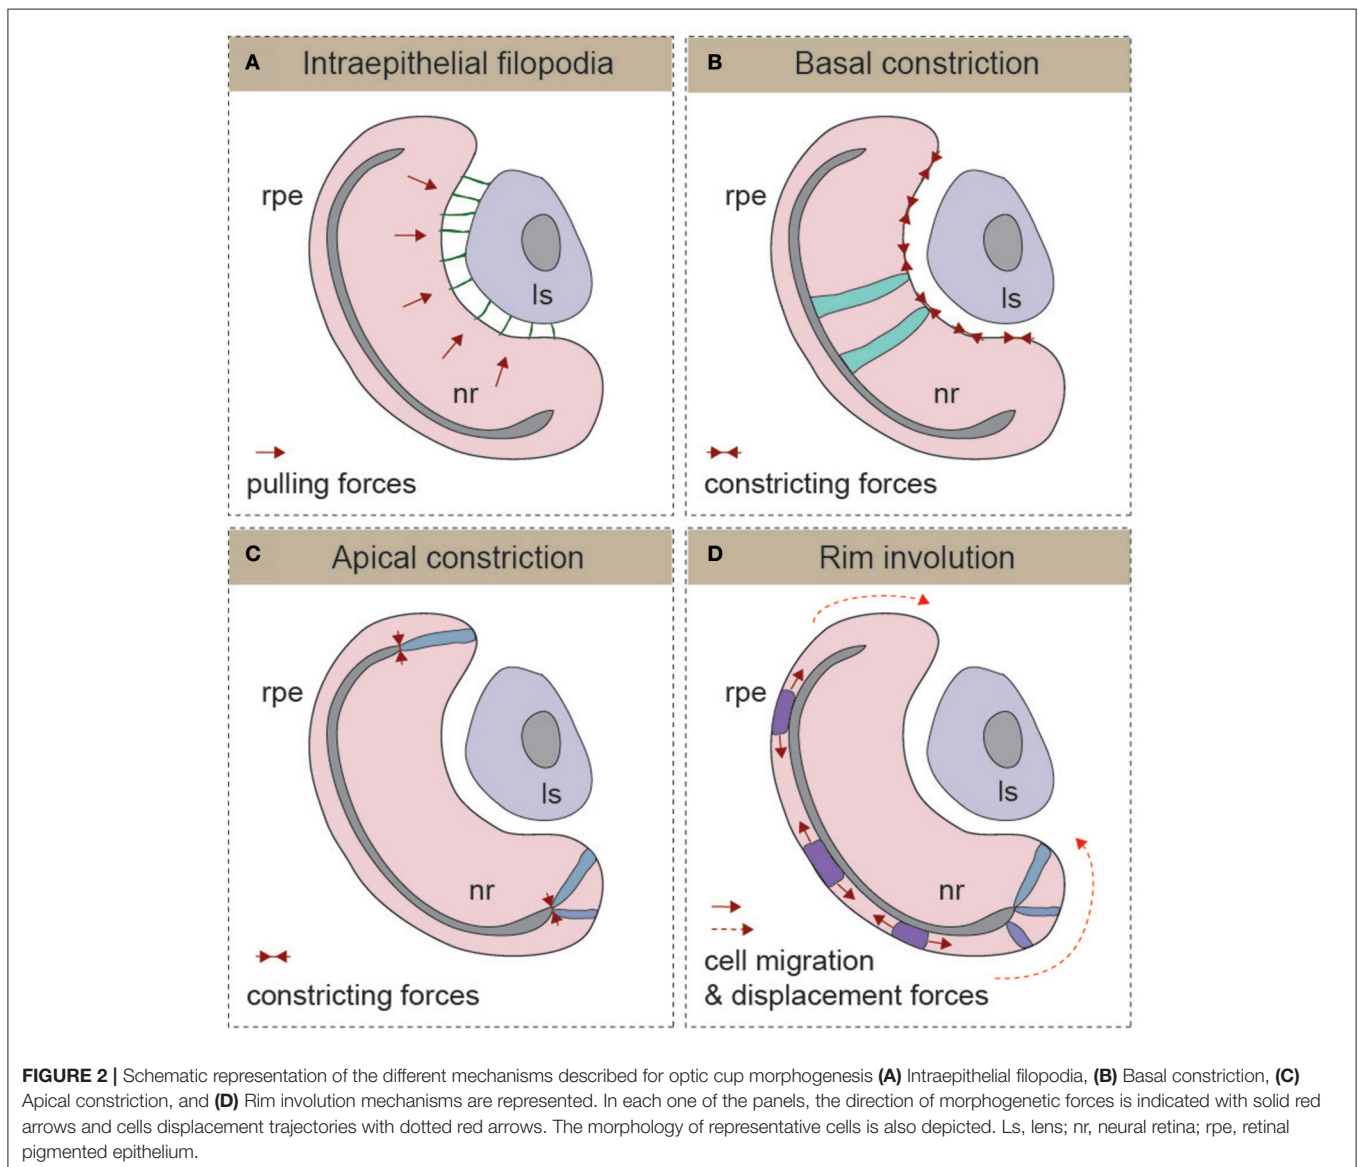 A Intraepithelial filopodia
rpe
ls
nr
pulling forces
B Basal constriction
rpe
ls
nr
constricting forces
C Apical constriction
rpe
ls
nr
constricting forces
D Rim involution
rpe
ls
nr
cell migration
& displacement forces
FIGURE 2 | Schematic representation of the different mechanisms described for optic cup morphogenesis (A) Intraepithelial filopodia, (B) Basal constriction, (C)
Apical constriction, and (D) Rim involution mechanisms are represented. In each one of the panels, the direction of morphogenetic forces is indicated with solid red
arrows and cells displacement trajectories with dotted red arrows. The morphology of representative cells is also depicted. Ls, lens; nr, neural retina; rpe, retinal
pigmented epithelium.